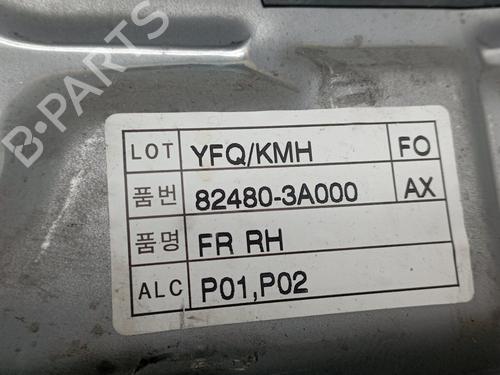 B-PARTS
LOT YFQ/KMH FO
품번 82480-3A000 AX
품명 FR RH
ALC P01,P02